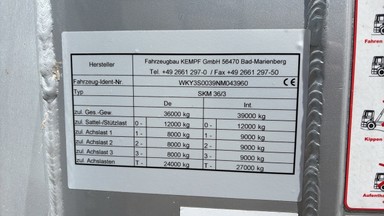 Hersteller Fahrzeugbau KEMPF GmbH 56470 Bad-Marienberg
Tel. +49 2661 297-0 / Fax +49 2661 297-50
Fahrzeug-Ident-Nr. WKY3S0039NM043960 CE
Typ SKM 36/3
De Int
zul. Ges -Gew. 36000 kg 39000 kg
zul. Sattel-/Stützlast 0 - 12000 kg 0 - 12000 kg
zul. Achslast 1 1 - 8000 kg 1 - 9000 kg
zul. Achslast 2 2 - 8000 kg 2 - 9000 kg
zul. Achslast 3 3 - 8000 kg 3 - 9000 kg
zul. Achslasten T - 24000 kg T - 27000 kg
Fahren
Kippen